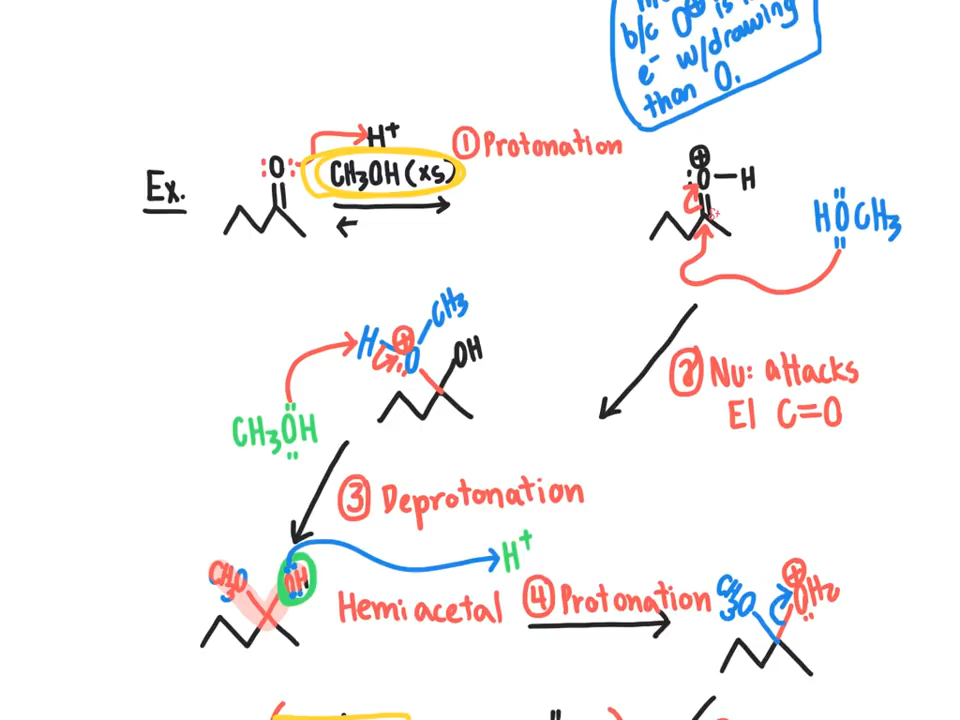 b/c O⊕ is
e⁻ w/drawing
than O.
Ex.
:O:
H⁺
CH₃OH (xs)
① Protonation
⊕
:O–H
δ+
HÖCH₃
H
⊕
O
CH₃
OH
② Nu: attacks
El C=O
CH₃ÖH
③ Deprotonation
CH₃O
OH
H⁺
Hemiacetal
④ Protonation
CH₃O
⊕
OH₂